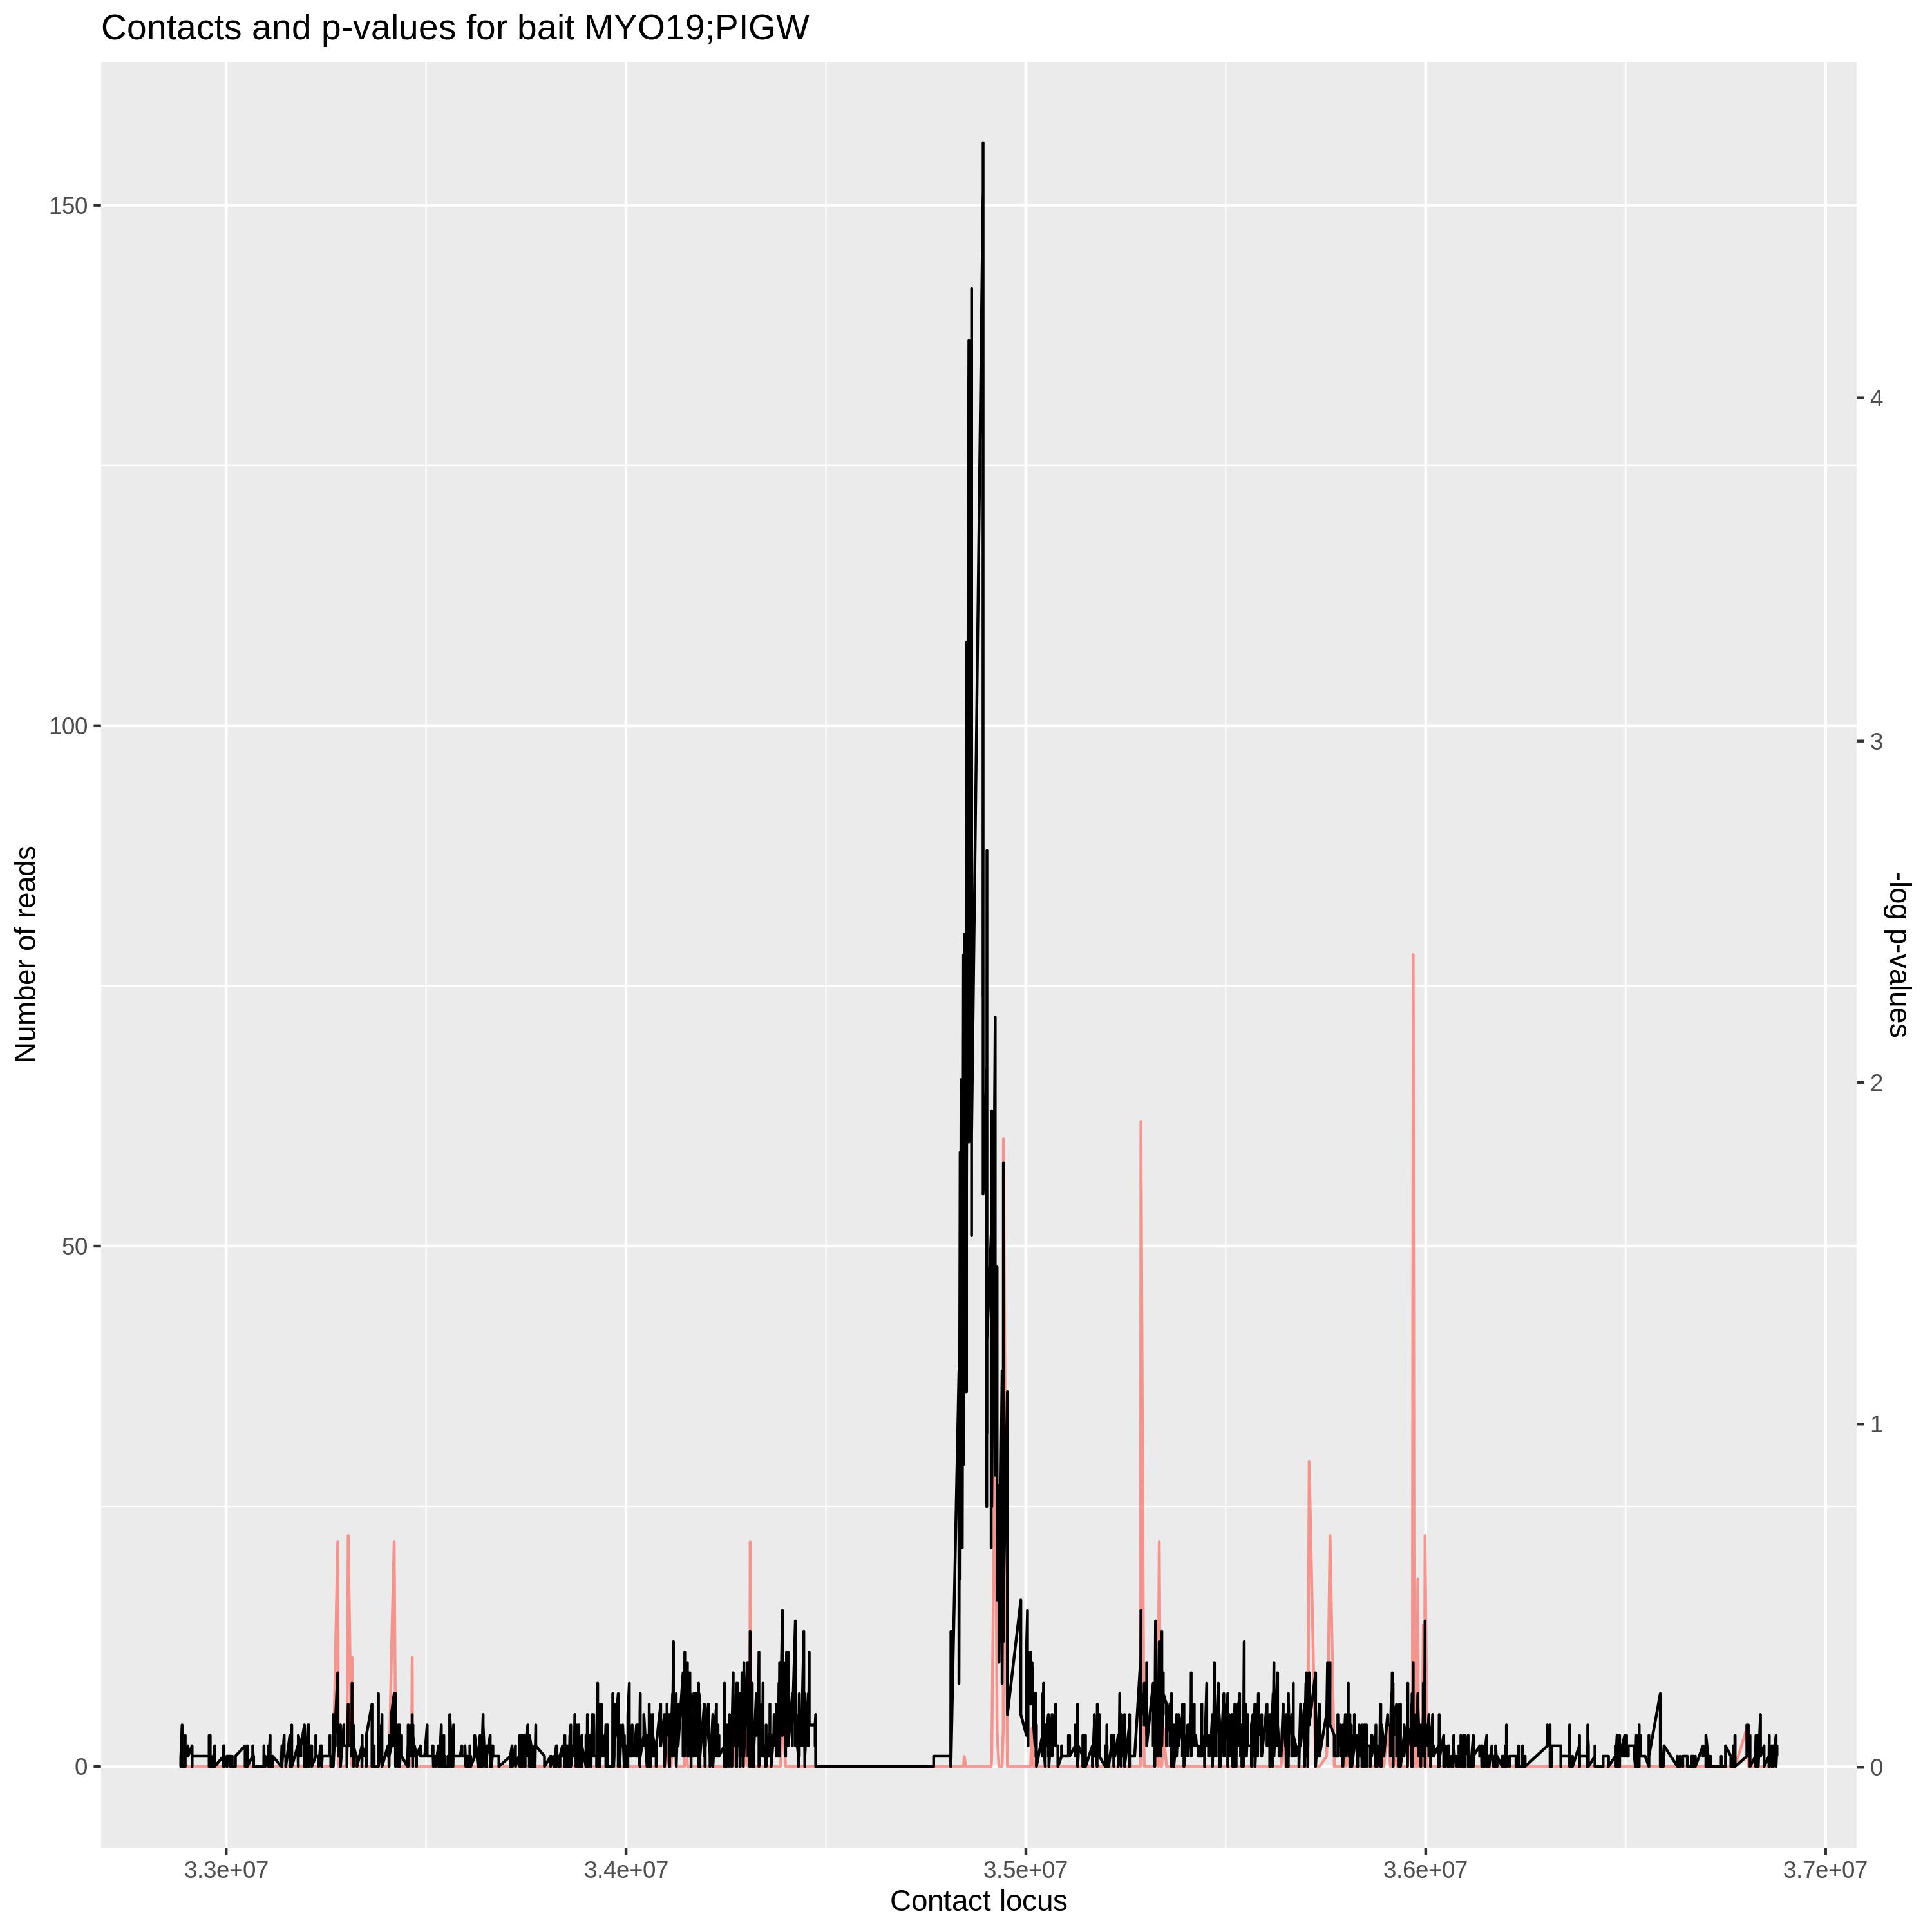 Contacts and p-values for bait MYO19;PIGW
150
100
50
0
Number of reads
4
3
2
1
0
-log p-values
3.3e+07
3.4e+07
3.5e+07
3.6e+07
3.7e+07
Contact locus